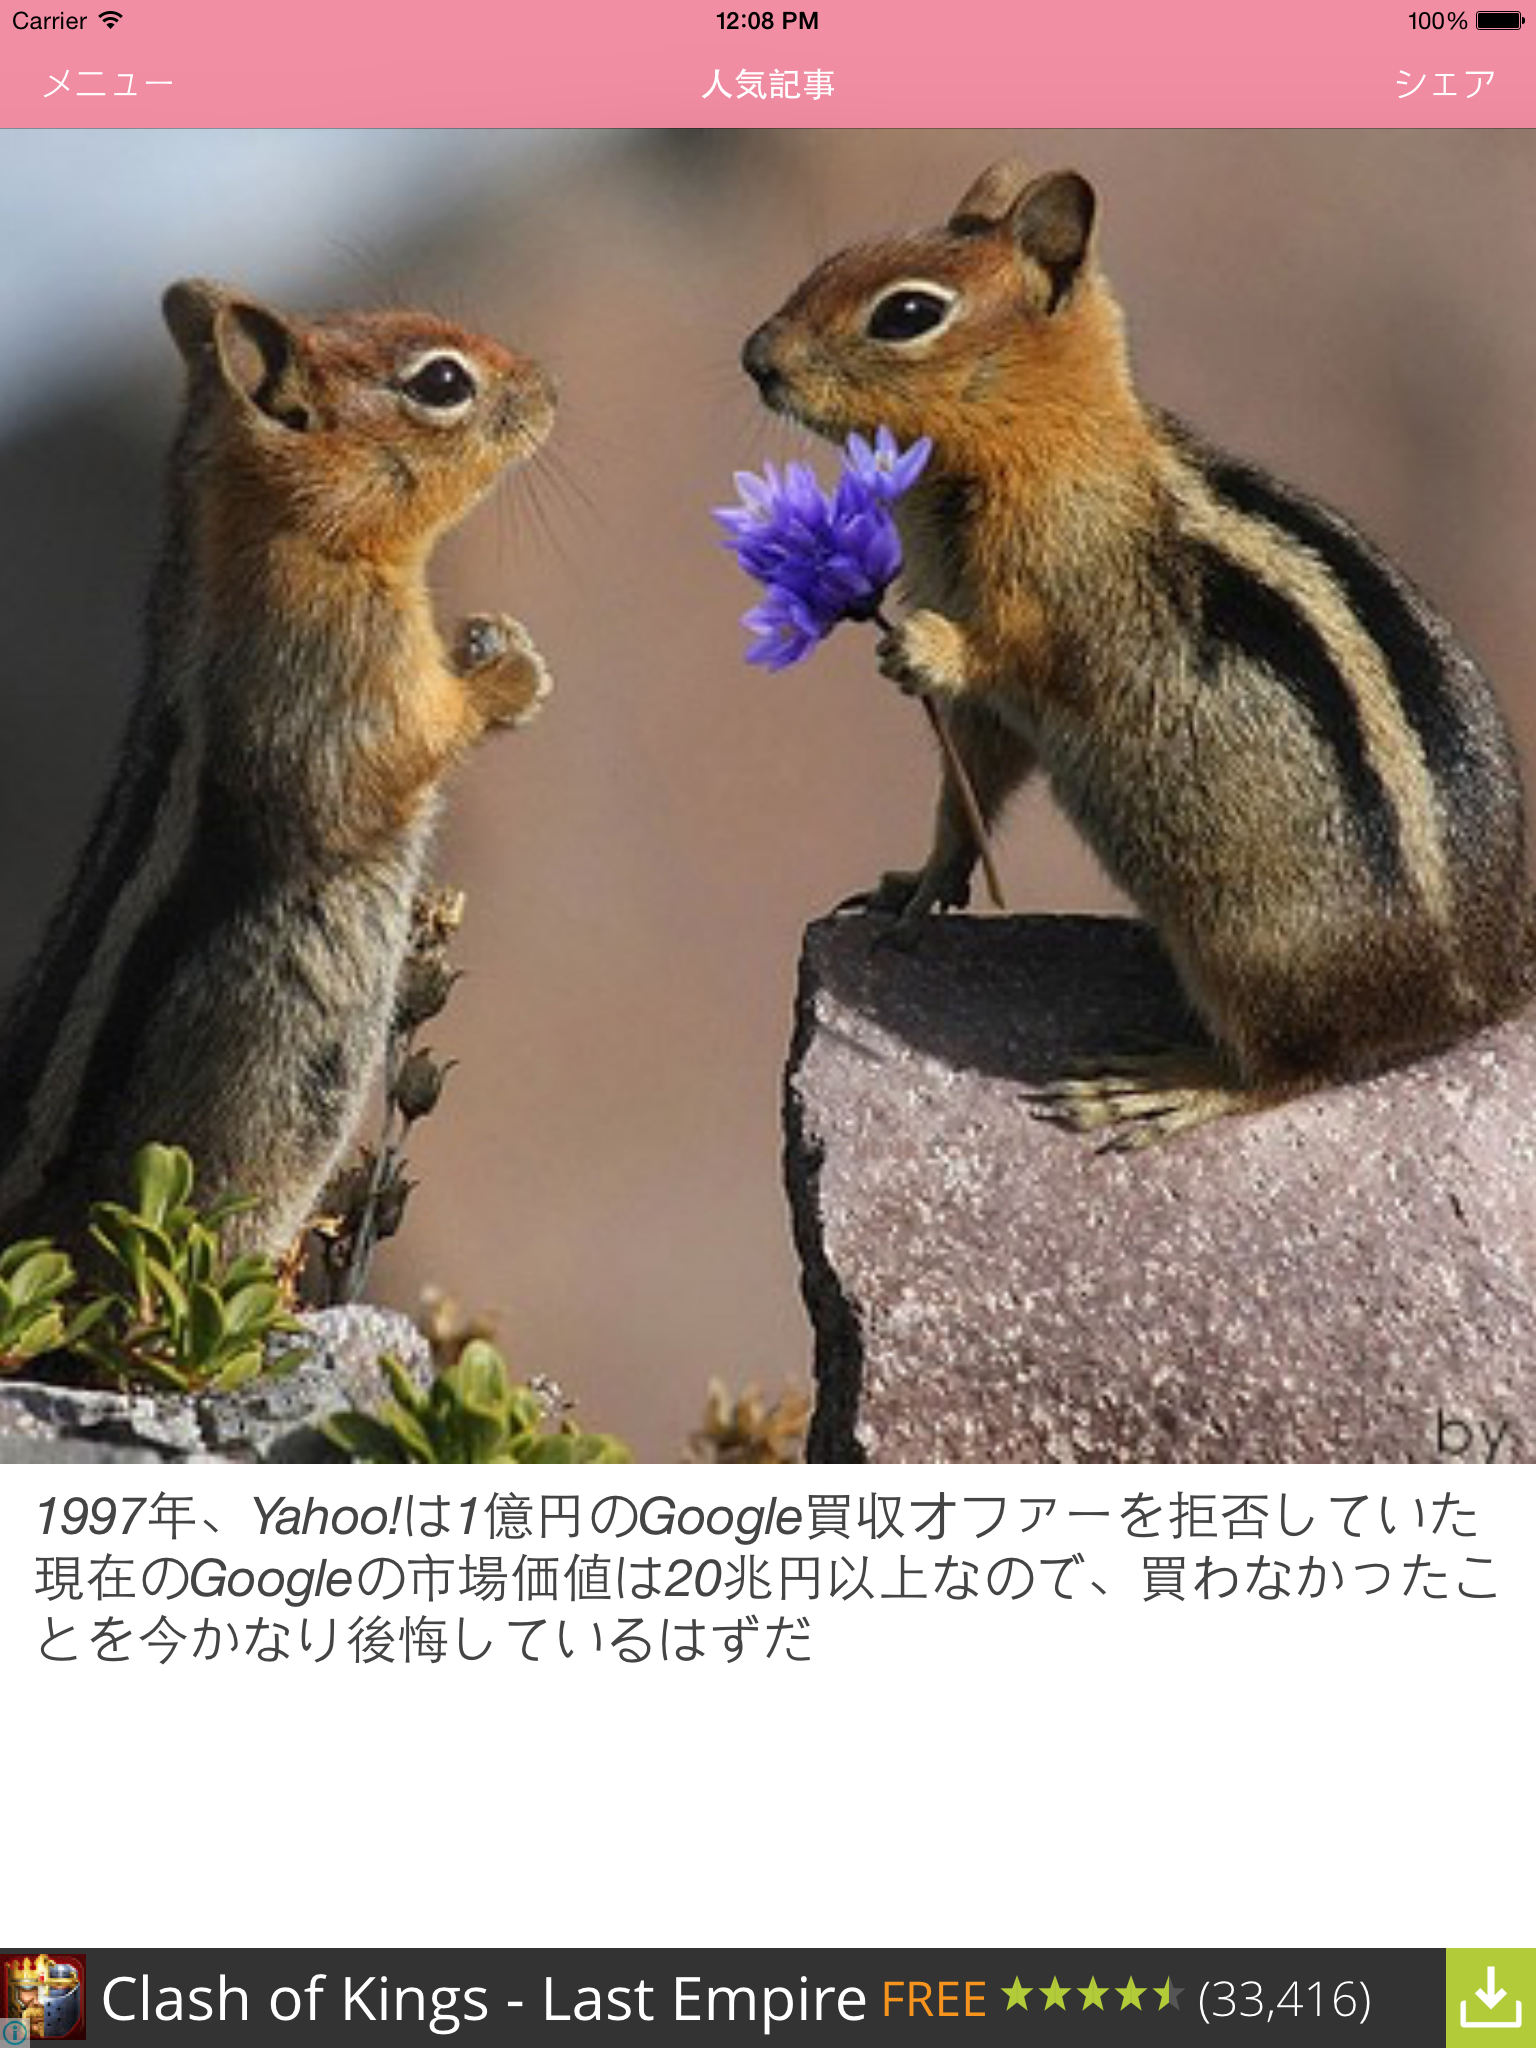 Carrier 12:08 PM 100%
メニュー 人気記事 シェア
by
1997年、Yahoo!は1億円のGoogle買収オファーを拒否していた
現在のGoogleの市場価値は20兆円以上なので、買わなかったこ
とを今かなり後悔しているはずだ
Clash of Kings - Last Empire FREE (33,416)